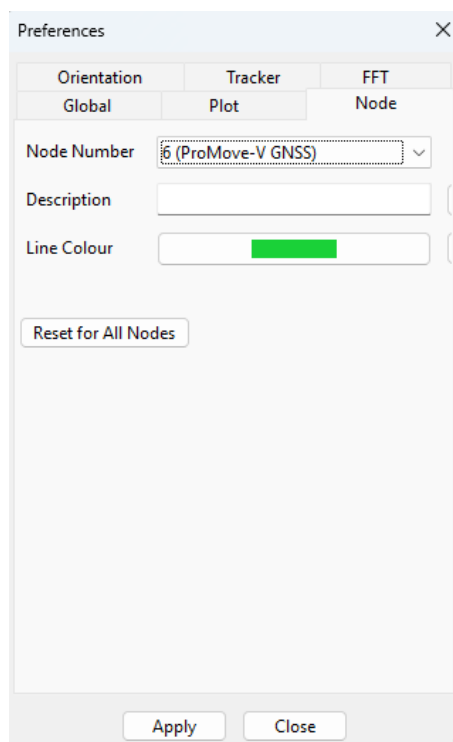 Preferences
Orientation Tracker FFT
Global Plot Node
Node Number 6 (ProMove-V GNSS)
Description
Line Colour
Reset for All Nodes
Apply Close